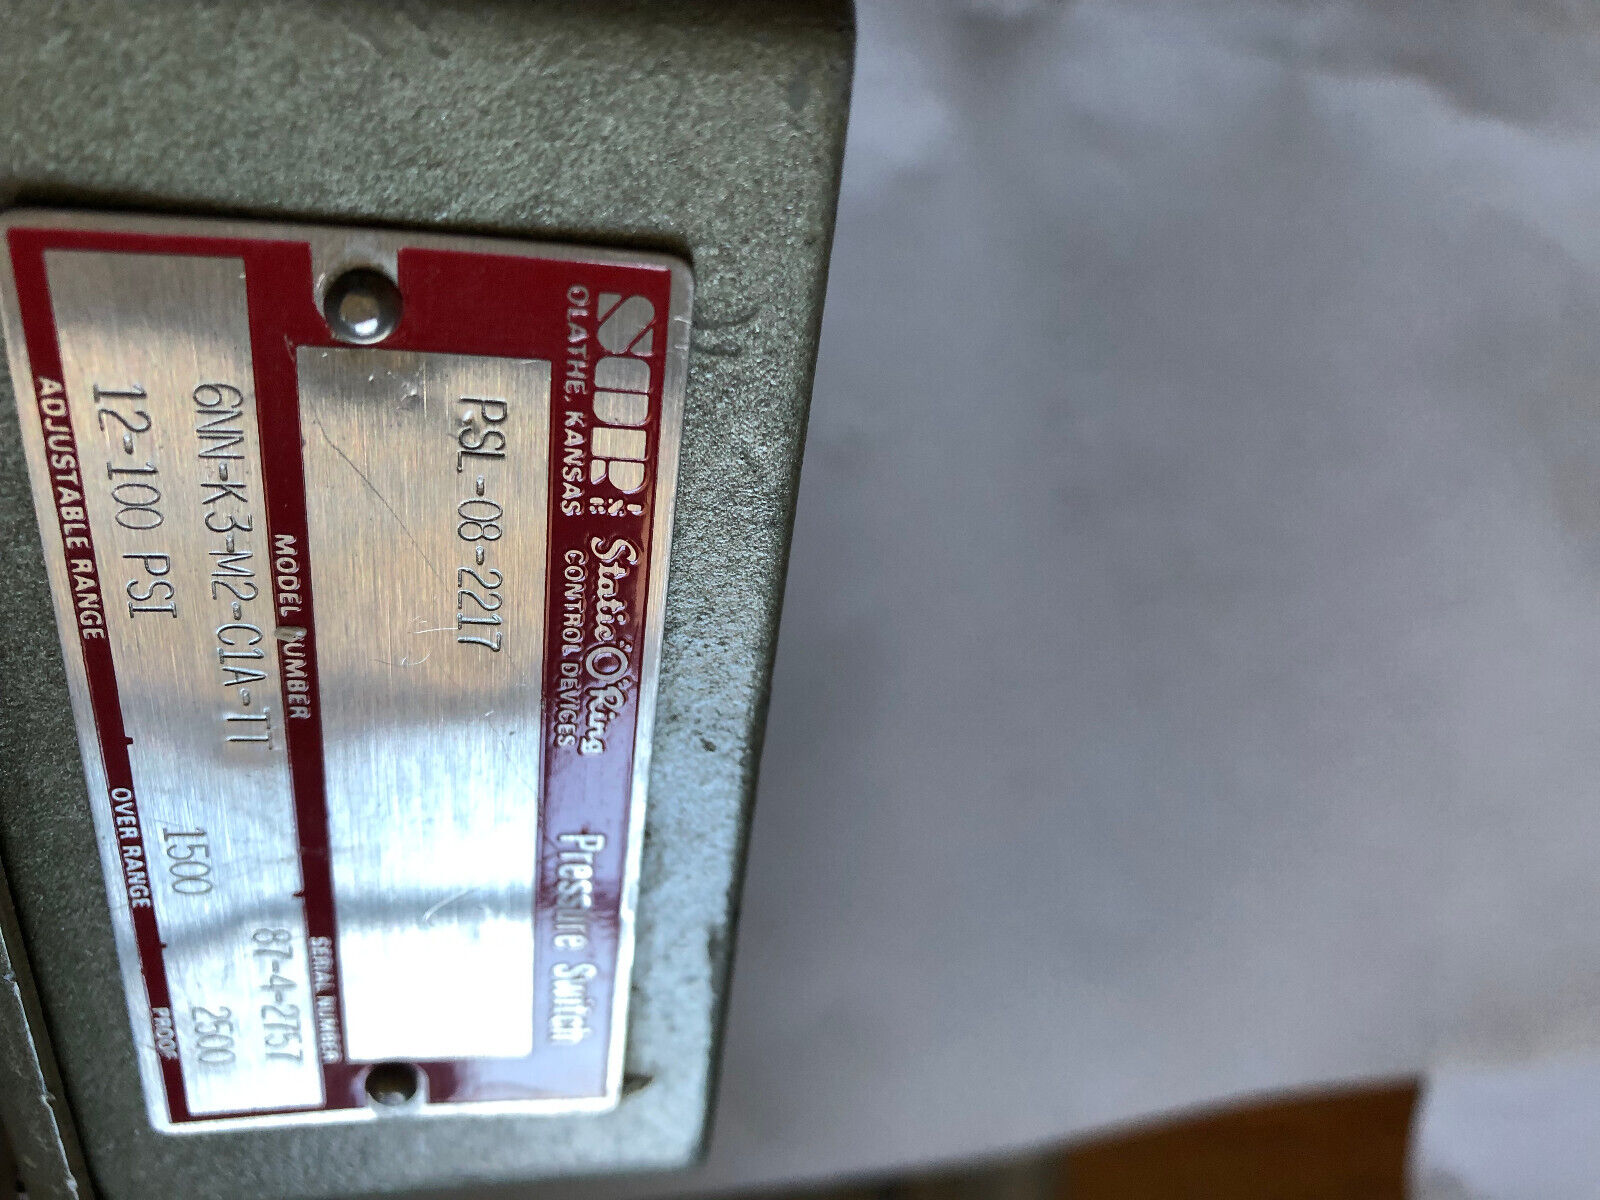 SOR INC.
OLATHE, KANSAS
Static "O" Ring
CONTROL DEVICES
Pressure Switch
PSL-08-2217
MODEL NUMBER SERIAL NUMBER
6NN-K3-M2-C1A-TT 87-4-2757
12-100 PSI 1500 2500
ADJUSTABLE RANGE OVER RANGE PROOF